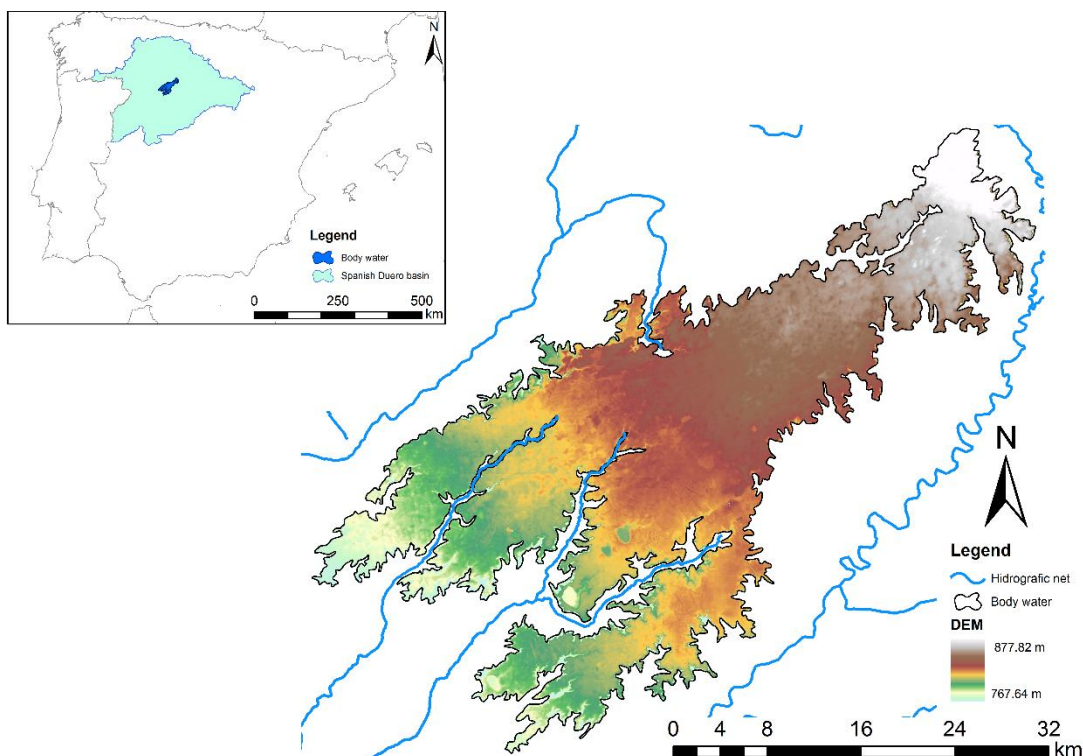 N
Legend
Body water
Spanish Duero basin
0 250 500
km
N
Legend
Hidrografic net
Body water
DEM
877.82 m
767.64 m
0 4 8 16 24 32
km